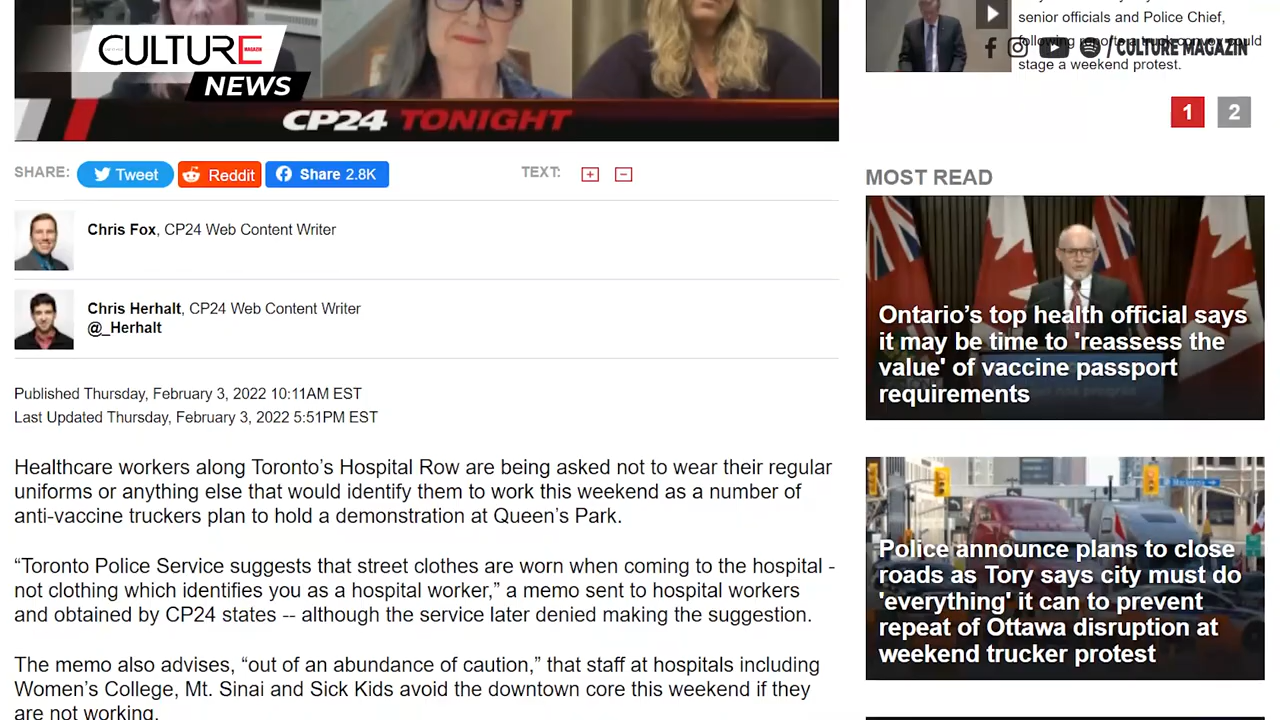 CULTURE
MAGAZIN
NEWS
CP24 TONIGHT
SHARE:
Tweet
Reddit
Share 2.8K
TEXT:
Chris Fox, CP24 Web Content Writer
Chris Herhalt, CP24 Web Content Writer
@_Herhalt
Published Thursday, February 3, 2022 10:11AM EST
Last Updated Thursday, February 3, 2022 5:51PM EST
Healthcare workers along Toronto’s Hospital Row are being asked not to wear their regular
uniforms or anything else that would identify them to work this weekend as a number of
anti-vaccine truckers plan to hold a demonstration at Queen’s Park.
“Toronto Police Service suggests that street clothes are worn when coming to the hospital -
not clothing which identifies you as a hospital worker,” a memo sent to hospital workers
and obtained by CP24 states -- although the service later denied making the suggestion.
The memo also advises, “out of an abundance of caution,” that staff at hospitals including
Women’s College, Mt. Sinai and Sick Kids avoid the downtown core this weekend if they
are not working.
senior officials and Police Chief,
following reports a truck convoy could
/ CULTURE MAGAZIN
stage a weekend protest.
1
2
MOST READ
Ontario’s top health official says
it may be time to 'reassess the
value' of vaccine passport
requirements
Police announce plans to close
roads as Tory says city must do
'everything' it can to prevent
repeat of Ottawa disruption at
weekend trucker protest